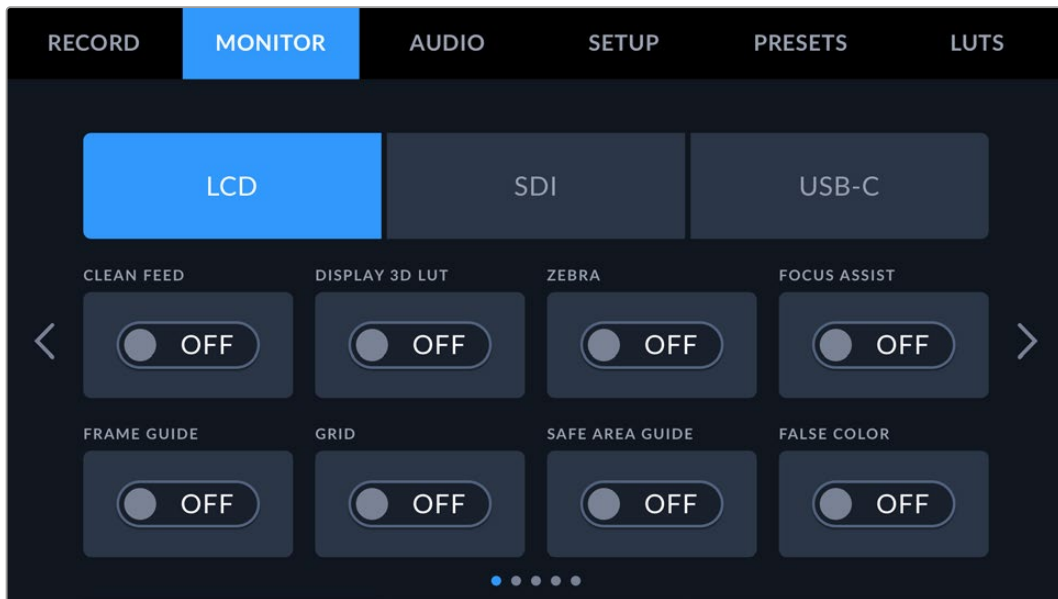 RECORD MONITOR AUDIO SETUP PRESETS LUTS
LCD SDI USB-C
CLEAN FEED DISPLAY 3D LUT ZEBRA FOCUS ASSIST
OFF OFF OFF OFF
FRAME GUIDE GRID SAFE AREA GUIDE FALSE COLOR
OFF OFF OFF OFF